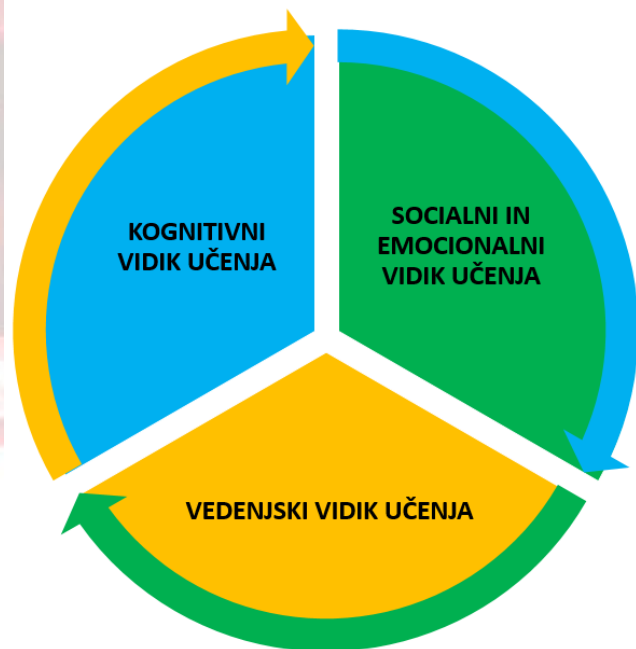 KOGNITIVNI
VIDIK UČENJA
SOCIALNI IN
EMOCIONALNI
VIDIK UČENJA
VEDENJSKI VIDIK UČENJA